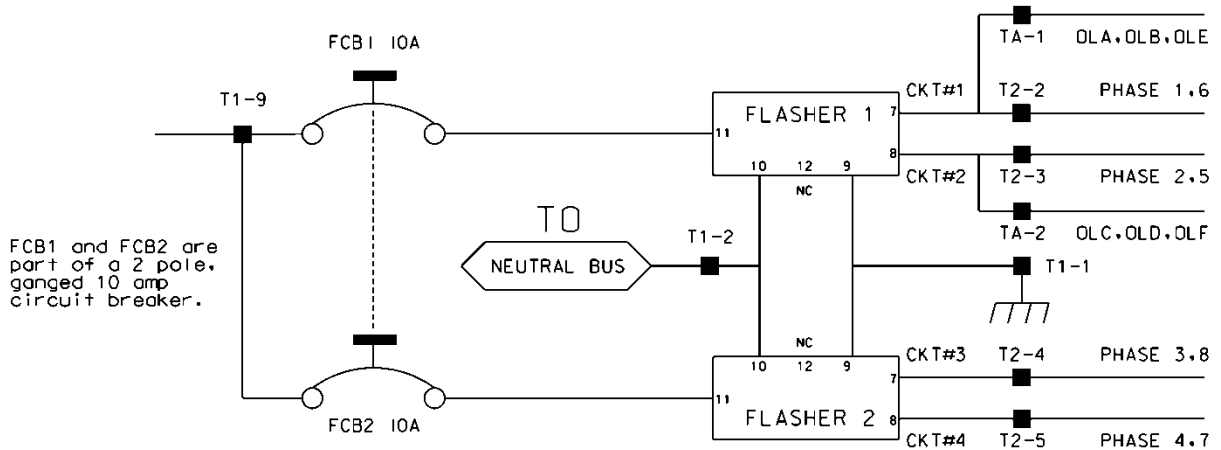 FCB1 10A
T1-9
TA-1 OLA,OLB,OLE
CKT#1 T2-2 PHASE 1,6
FLASHER 1
7
11
8
10 12 9
NC
CKT#2 T2-3 PHASE 2,5
TA-2 OLC,OLD,OLF
TO
NEUTRAL BUS
T1-2
T1-1
FCB1 and FCB2 are
part of a 2 pole,
ganged 10 amp
circuit breaker.
NC
10 12 9
CKT#3 T2-4 PHASE 3,8
7
11
FLASHER 2
8
FCB2 10A
CKT#4 T2-5 PHASE 4,7